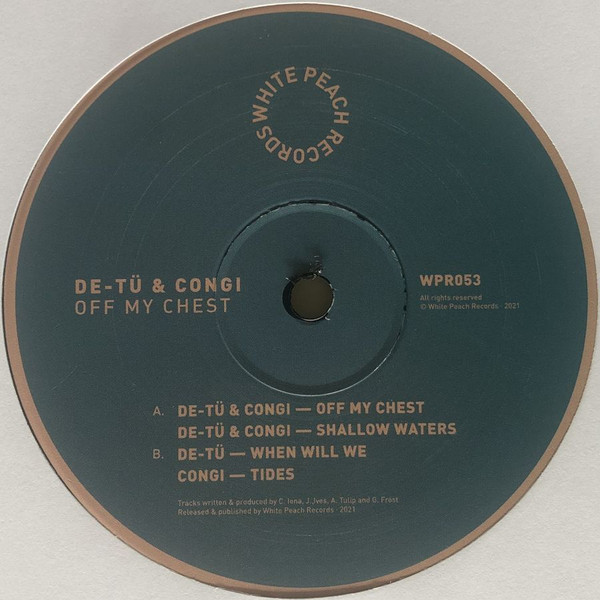 WHITE PEACH RECORDS
DE-TÜ & CONGI
OFF MY CHEST
WPR053
All rights reserved
© White Peach Records · 2021
A. DE-TÜ & CONGI — OFF MY CHEST
DE-TÜ & CONGI — SHALLOW WATERS
B. DE-TÜ — WHEN WILL WE
CONGI — TIDES
Tracks written & produced by C. Iena, J. Ives, A. Tulip and G. Frost
Released & published by White Peach Records · 2021